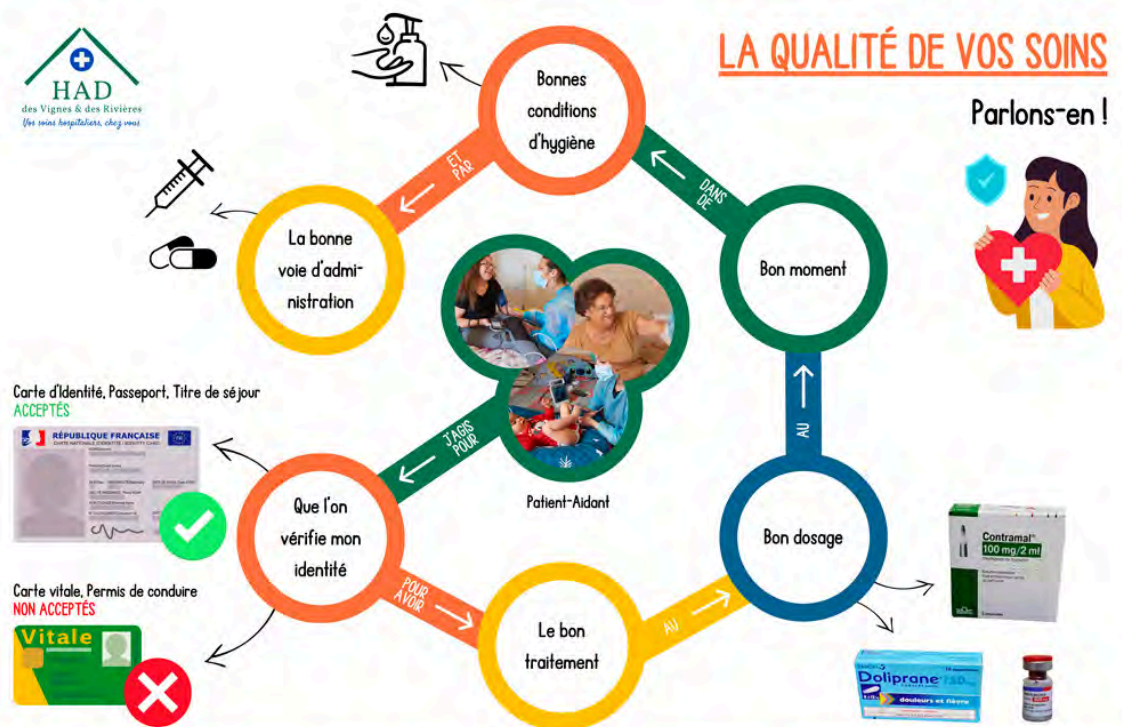 HAD
des Vignes & des Rivières
Vos soins hospitaliers, chez vous
LA QUALITÉ DE VOS SOINS
Parlons-en !
Bonnes
conditions
d'hygiène
ET
PAR
DANS
DE
La bonne
voie d'admi-
nistration
Bon moment
Carte d'Identité, Passeport, Titre de séjour
ACCEPTÉS
RÉPUBLIQUE FRANÇAISE
J'AGIS
POUR
AU
Patient-Aidant
Que l'on
vérifie mon
identité
Bon dosage
Contramal
100 mg/2 ml
Carte vitale, Permis de conduire
NON ACCEPTÉS
Vitale
POUR
AVOIR
Le bon
traitement
AU
Doliprane
douleurs et fièvre